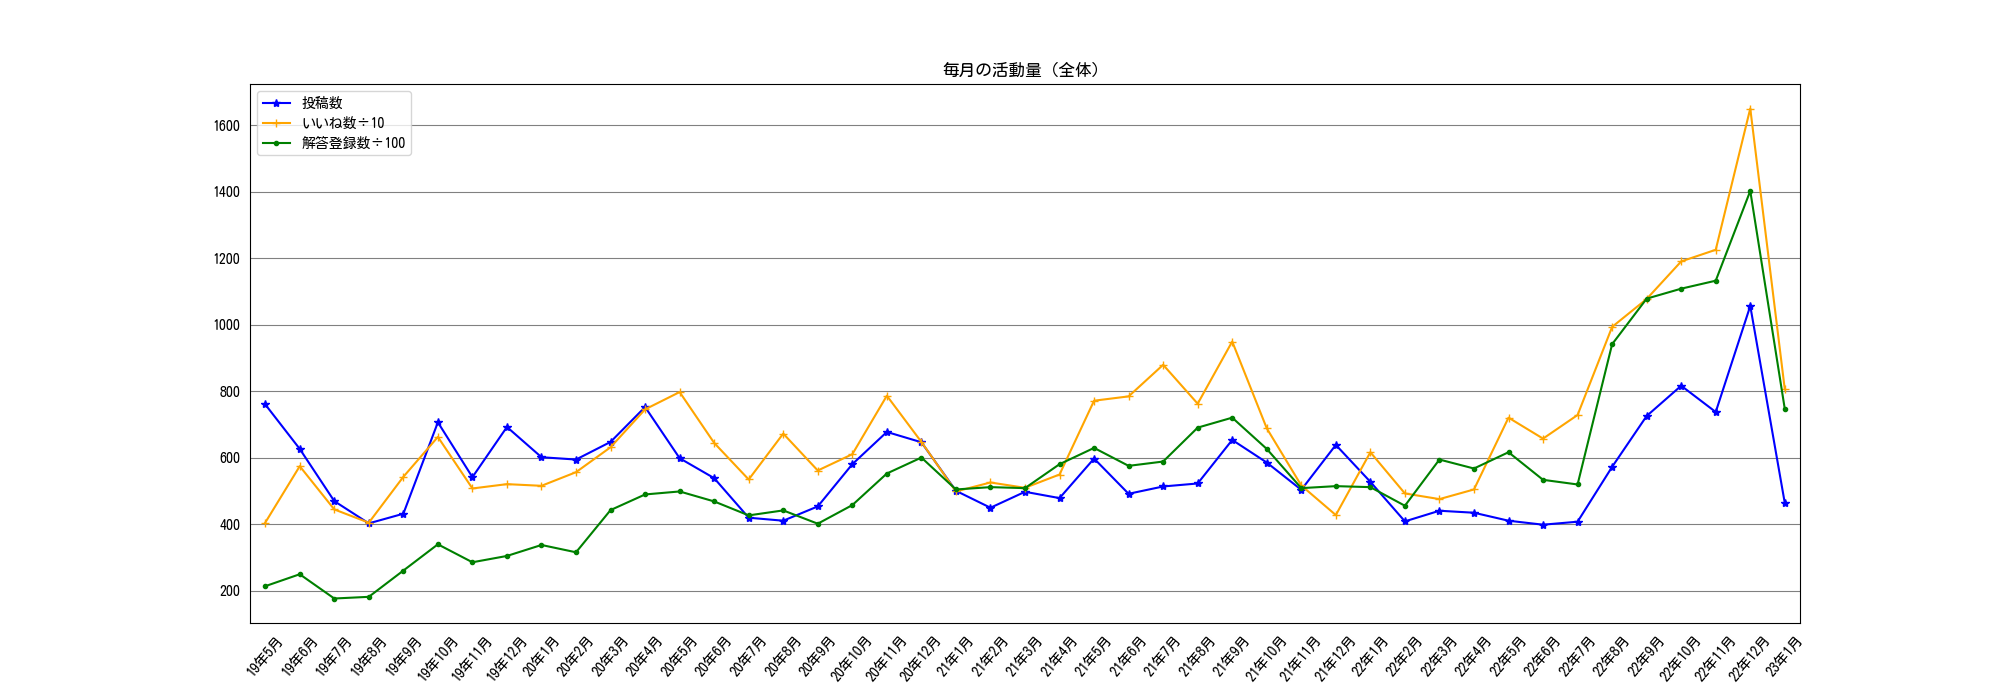 毎月の活動量（全体）
投稿数
いいね数÷10
解答登録数÷100
1600
1400
1200
1000
800
600
400
200
19年5月
19年6月
19年7月
19年8月
19年9月
19年10月
19年11月
19年12月
20年1月
20年2月
20年3月
20年4月
20年5月
20年6月
20年7月
20年8月
20年9月
20年10月
20年11月
20年12月
21年1月
21年2月
21年3月
21年4月
21年5月
21年6月
21年7月
21年8月
21年9月
21年10月
21年11月
21年12月
22年1月
22年2月
22年3月
22年4月
22年5月
22年6月
22年7月
22年8月
22年9月
22年10月
22年11月
22年12月
23年1月